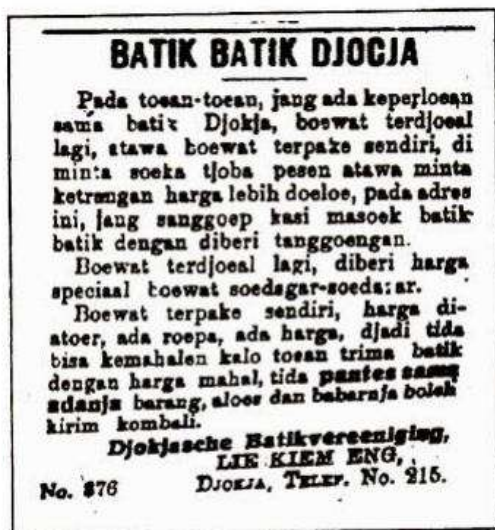 BATIK BATIK DJOCJA
Pada toean-toean, jang ada keperloean
sama batik Djokja, boewat terdjoeal
lagi, atawa boewat terpake sendiri, di
minta soeka tjoba pesen atawa minta
ketrangan harga lebih doeloe, pada adres
ini, jang sanggoep kasi masoek batik
batik dengan diberi tanggoengan.
Boewat terdjoeal lagi, diberi harga
speciaal boewat soedagar-soedagar.
Boewat terpake sendiri, harga di-
atoer, ada roepa, ada harga, djadi tida
bisa kemahalen kalo toean trima batik
dengan harga mahal, tida pantes sama
adanja barang, aloes dan babarnja boleh
kirim kombali.
Djokjasche Batikvereeniging,
LIE KIEM ENG,
No. 376 DJOKJA, TELEF. No. 215.